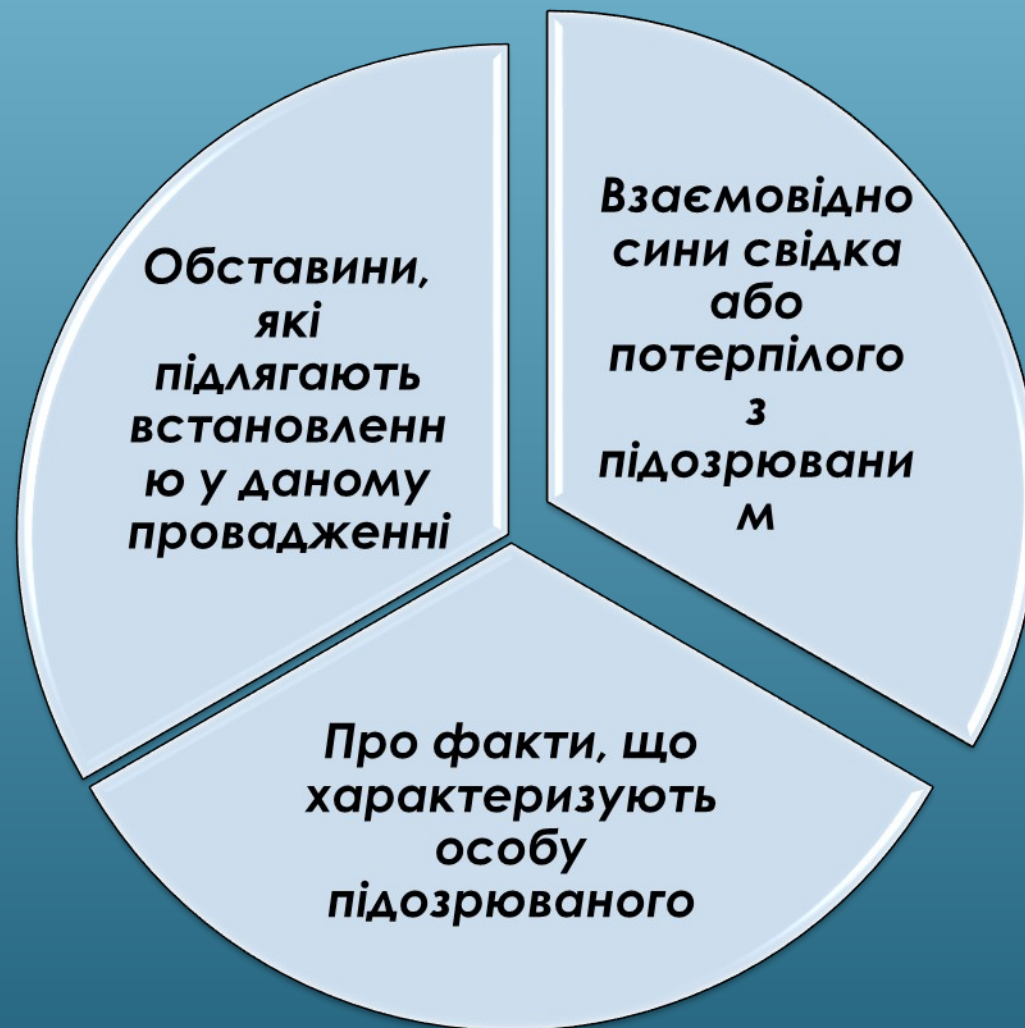 Обставини,
які
підлягають
встановленн
ю у даному
провадженні
Взаємовідно
сини свідка
або
потерпілого
з
підозрювани
м
Про факти, що
характеризують
особу
підозрюваного